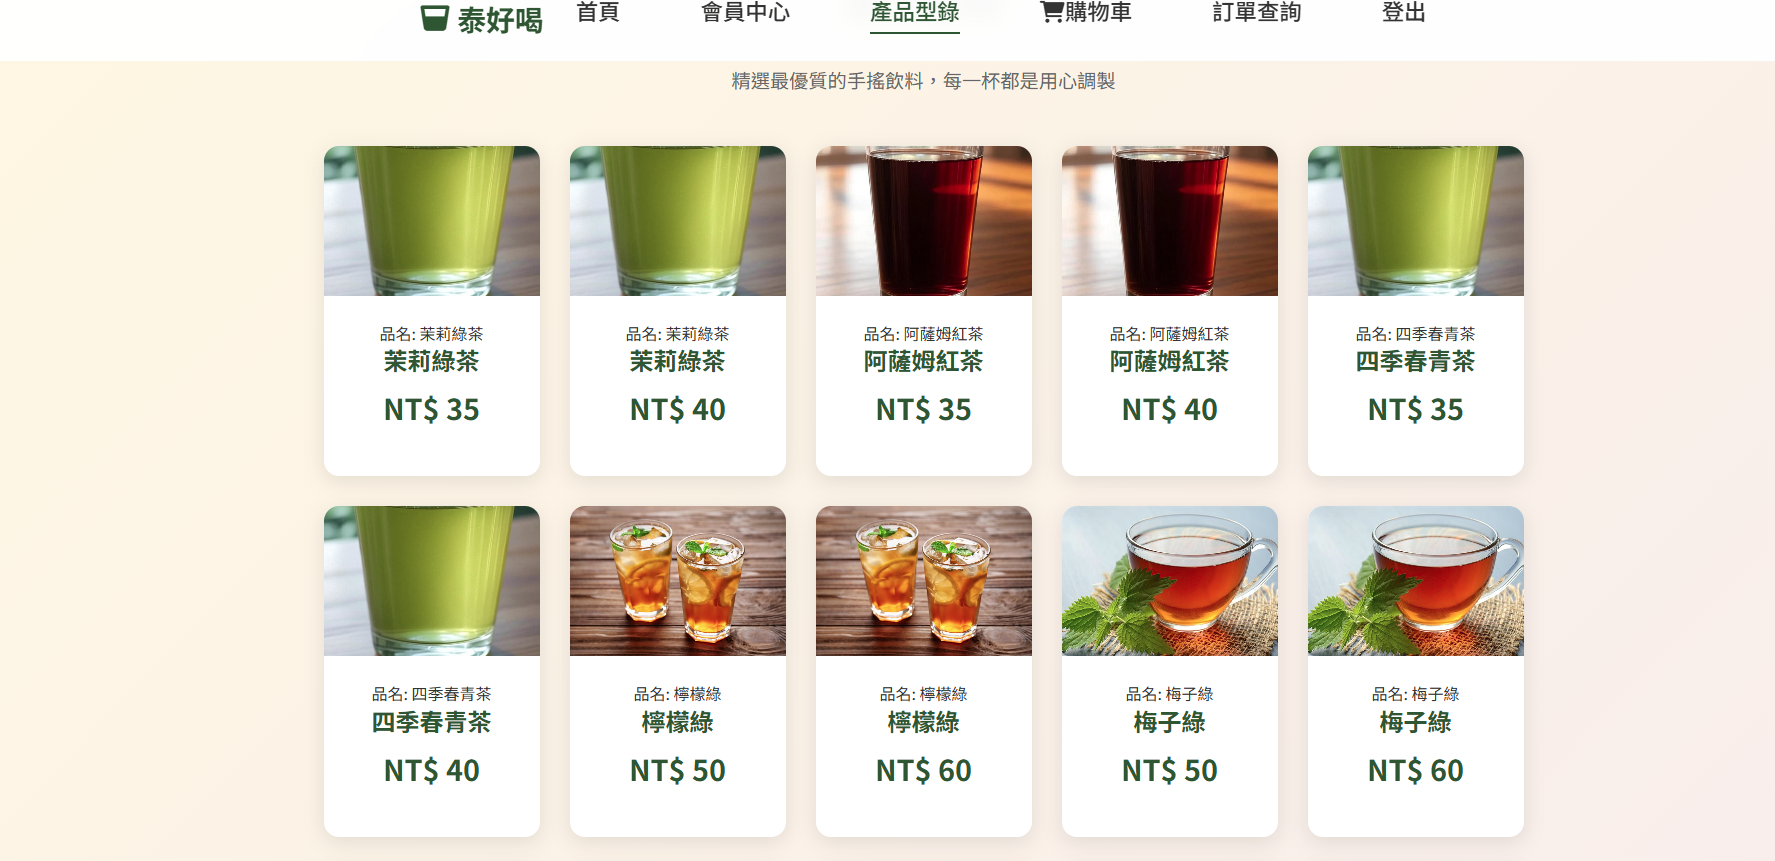 泰好喝 首頁 會員中心 產品型錄 購物車 訂單查詢 登出
精選最優質的手搖飲料，每一杯都是用心調製
品名: 茉莉綠茶
茉莉綠茶
NT$ 35
品名: 茉莉綠茶
茉莉綠茶
NT$ 40
品名: 阿薩姆紅茶
阿薩姆紅茶
NT$ 35
品名: 阿薩姆紅茶
阿薩姆紅茶
NT$ 40
品名: 四季春青茶
四季春青茶
NT$ 35
品名: 四季春青茶
四季春青茶
NT$ 40
品名: 檸檬綠
檸檬綠
NT$ 50
品名: 檸檬綠
檸檬綠
NT$ 60
品名: 梅子綠
梅子綠
NT$ 50
品名: 梅子綠
梅子綠
NT$ 60